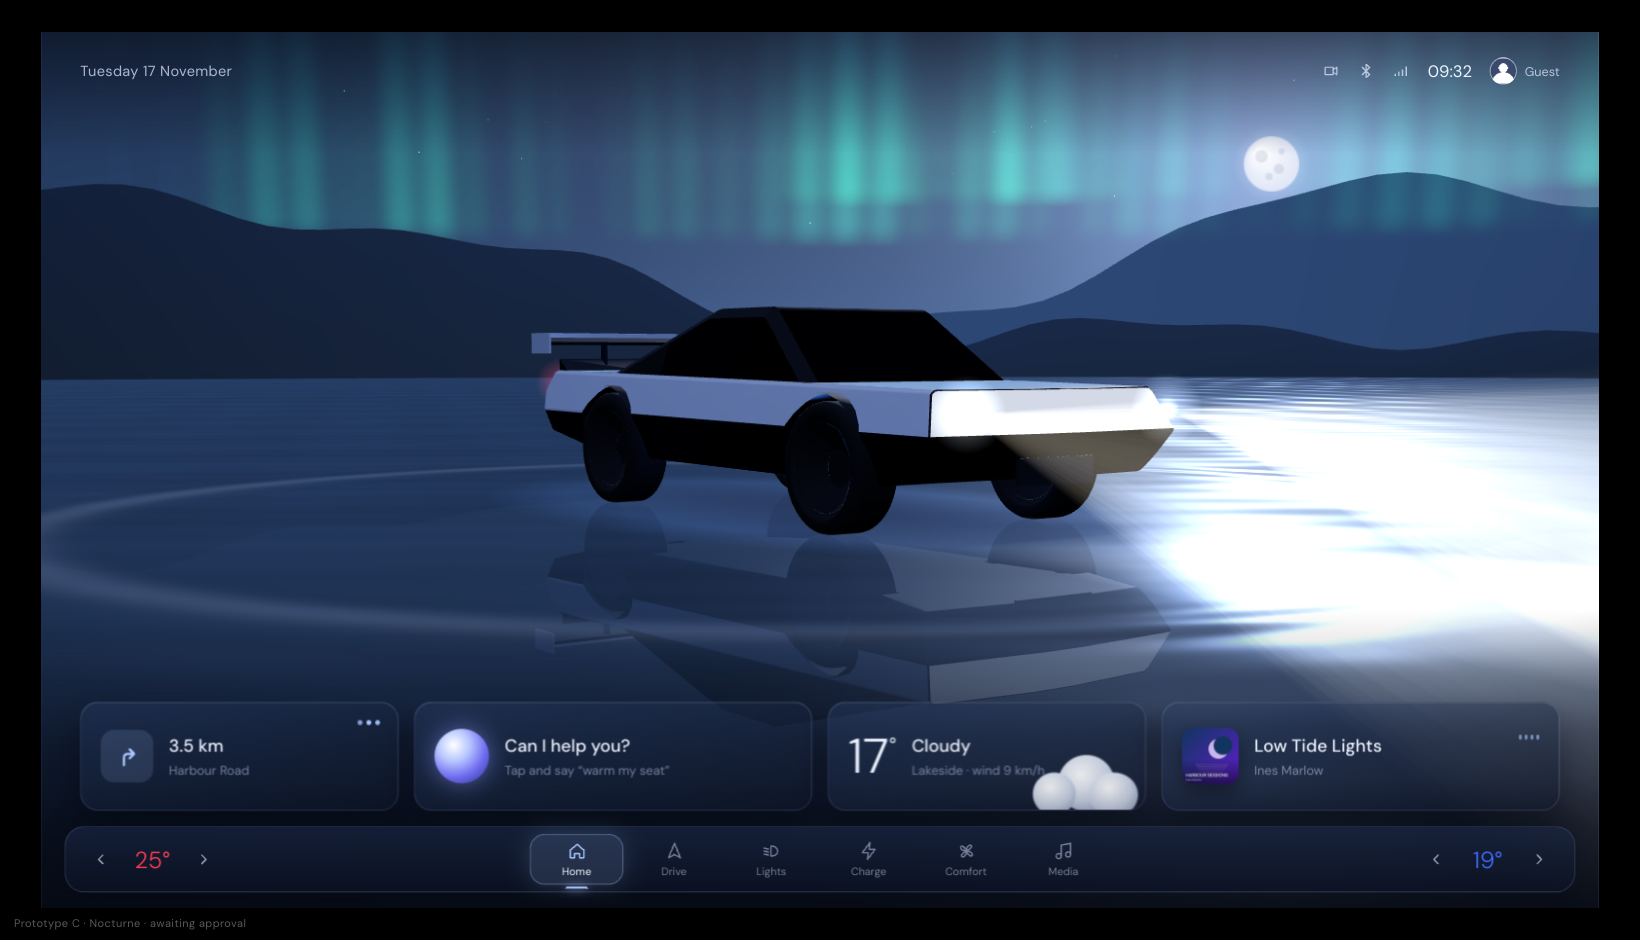 Tuesday 17 November
09:32
Guest
3.5 km
Harbour Road
Can I help you?
Tap and say “warm my seat”
17°
Cloudy
Lakeside · wind 9 km/h
HARBOUR SESSIONS
Low Tide Lights
Ines Marlow
25°
Home
Drive
Lights
Charge
Comfort
Media
19°
Prototype C · Nocturne · awaiting approval